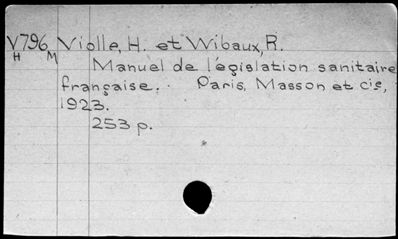 V796 Violle, H. et Wibaux, R.
H M
Manuel de législation sanitaire
française. Paris, Masson et cie,
1923.
253 p.